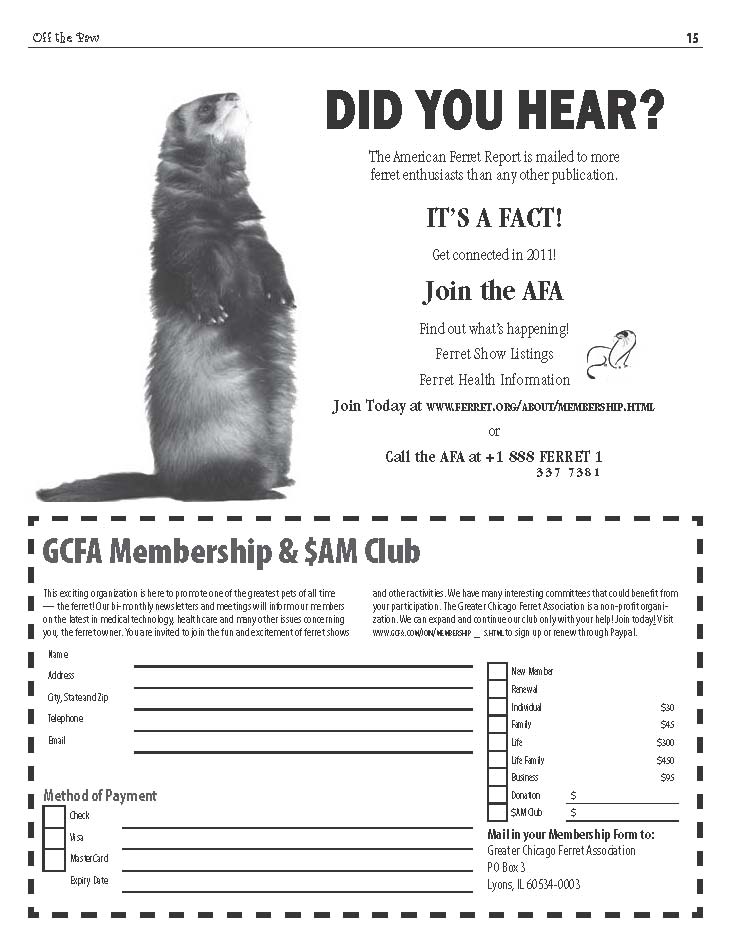 Off the Paw
15
DID YOU HEAR?
The American Ferret Report is mailed to more
ferret enthusiasts than any other publication.
IT'S A FACT!
Get connected in 2011!
Join the AFA
Find out what's happening!
Ferret Show Listings
Ferret Health Information
Join Today at WWW.FERRET.ORG/ABOUT/MEMBERSHIP.HTML
or
Call the AFA at +1 888 FERRET 1
337 7381
GCFA Membership & $AM Club
This exciting organization is here to promote one of the greatest pets of all time
— the ferret! Our bi-monthly newsletters and meetings will inform our members
on the latest in medical technology, health care and many other issues concerning
you, the ferret owner. You are invited to join the fun and excitement of ferret shows
and other activities. We have many interesting committees that could benefit from
your participation. The Greater Chicago Ferret Association is a non-profit organi-
zation. We can expand and continue our club only with your help! Join today! Visit
WWW.GCFA.COM/JOIN/MEMBERSHIP_S.HTML to sign up or renew through Paypal.
Name
Address
City, State and Zip
Telephone
Email
Method of Payment
Check
Visa
MasterCard
Expiry Date
New Member
Renewal
Individual $30
Family $45
Life $300
Life Family $450
Business $95
Donation $
$AM Club $
Mail in your Membership Form to:
Greater Chicago Ferret Association
PO Box 3
Lyons, IL 60534-0003